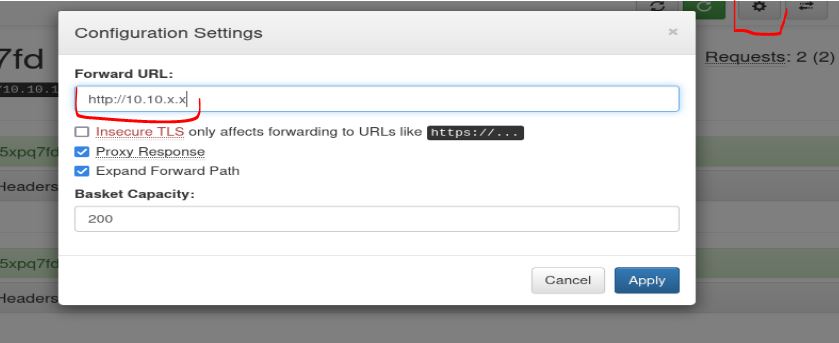 Configuration Settings ×
7fd
Requests: 2 (2)
Forward URL:
/10.10.1
http://10.10.x.x
Insecure TLS only affects forwarding to URLs like https://...
5xpq7fd
Proxy Response
Expand Forward Path
Headers
Basket Capacity:
200
5xpq7fd
Cancel Apply
Headers